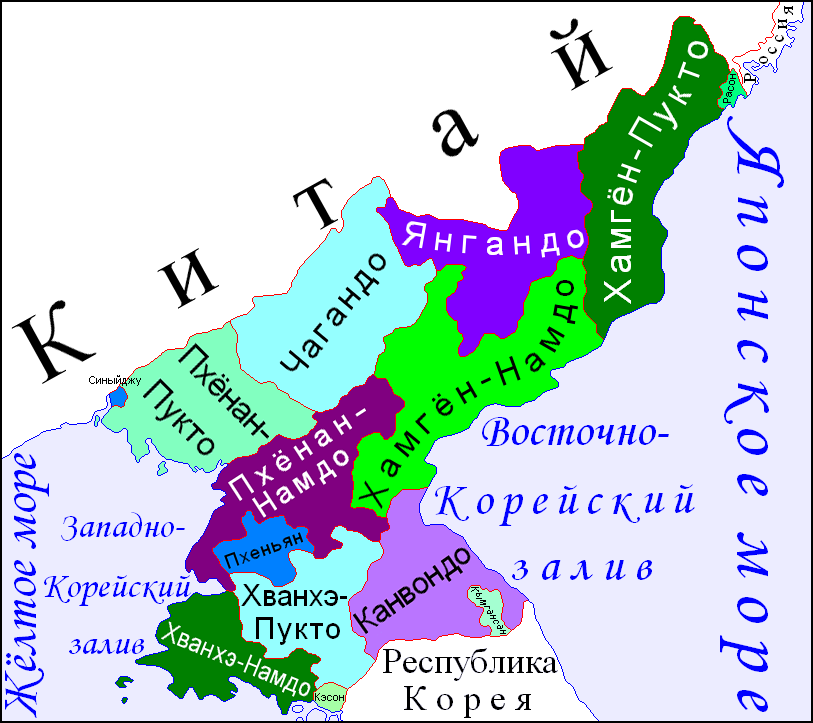 Россия
Китай
Расон
Хамгён-Пукто
Янгандо
Чагандо
Японское море
Пхёнан-
Пукто
Синыйджу
Хамгён-Намдо
Пхёнан-
Намдо
Восточно-
Корейский
залив
Жёлтое море
Западно-
Корейский
залив
Пхеньян
Канвондо
Кымгансан
Хванхэ-
Пукто
Хванхэ-Намдо
Кэсон
Республика
Корея